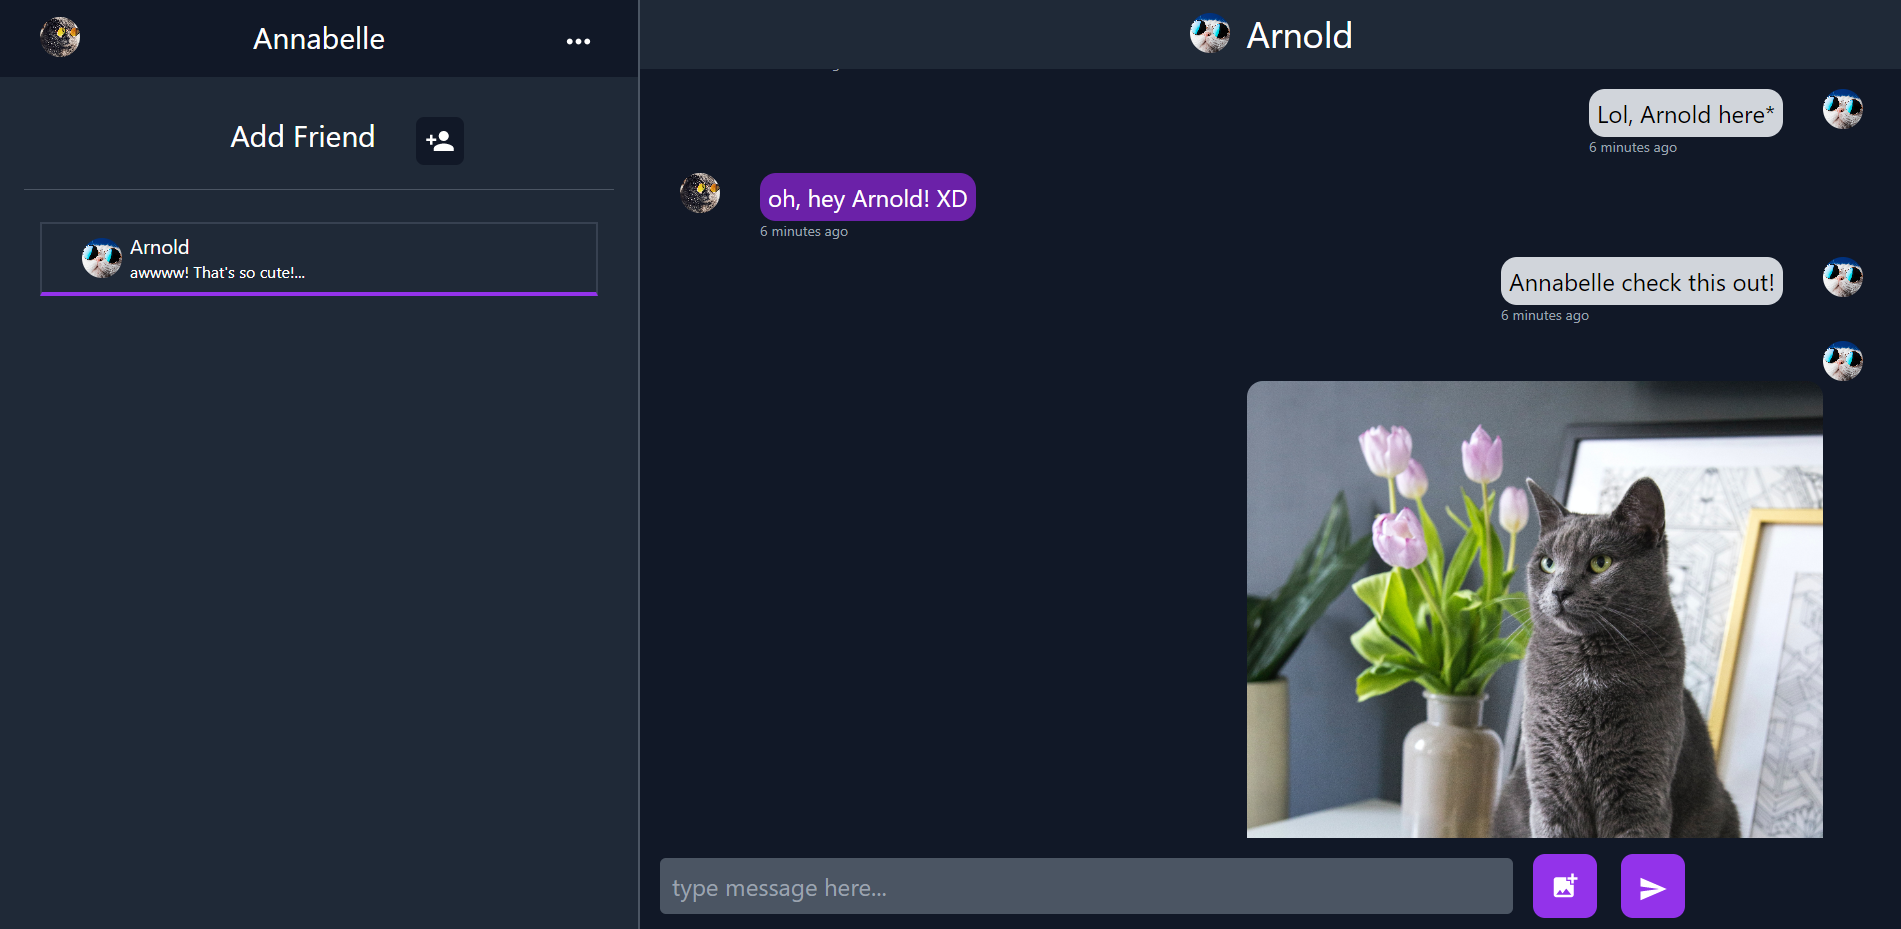 Annabelle
Add Friend
Arnold
awwww! That's so cute!...
Arnold
Lol, Arnold here*
6 minutes ago
oh, hey Arnold! XD
6 minutes ago
Annabelle check this out!
6 minutes ago
type message here...